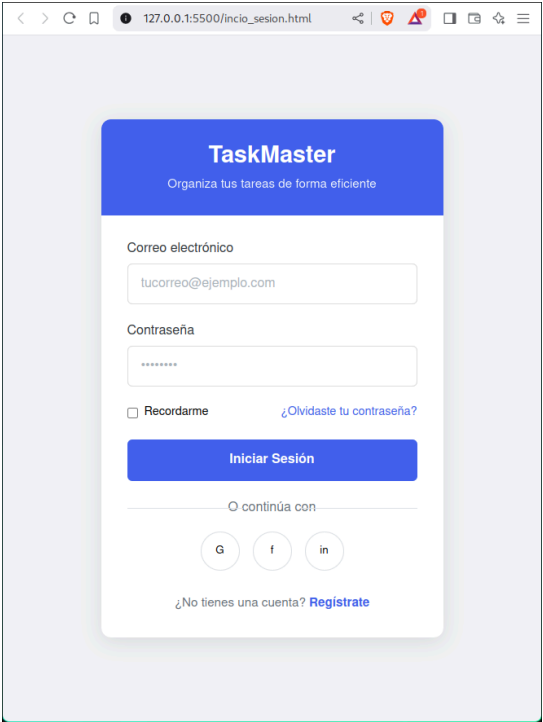 127.0.0.1:5500/incio_sesion.html
1
TaskMaster
Organiza tus tareas de forma eficiente
Correo electrónico
tucorreo@ejemplo.com
Contraseña
••••••••
Recordarme ¿Olvidaste tu contraseña?
Iniciar Sesión
O continúa con
G f in
¿No tienes una cuenta? Regístrate